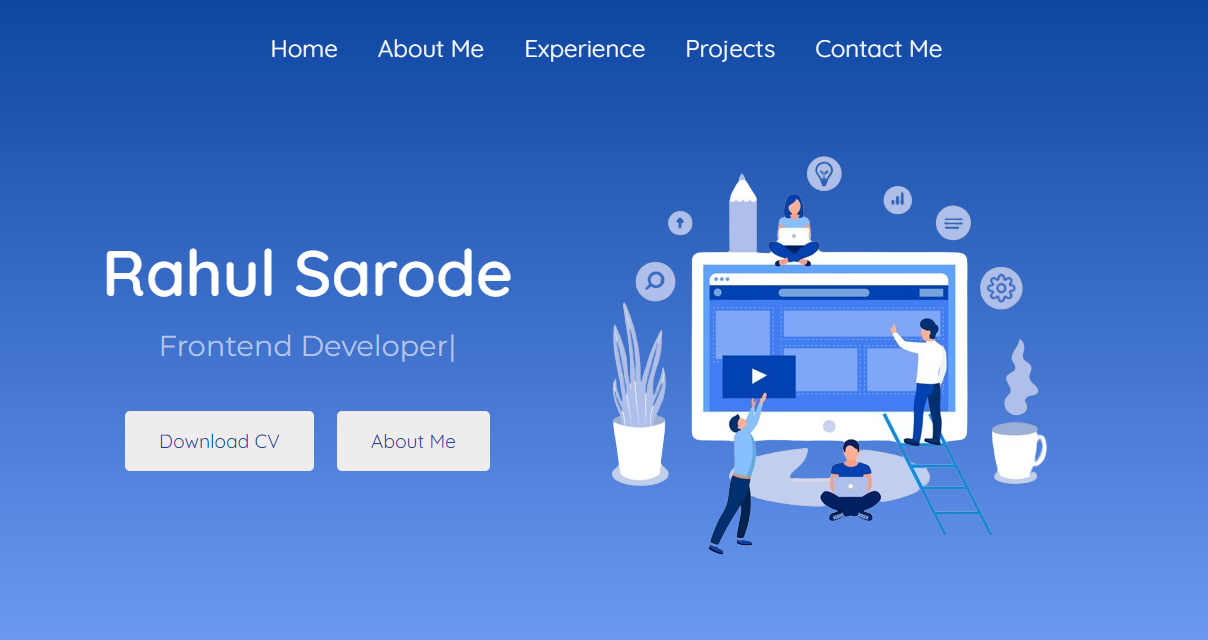 Home About Me Experience Projects Contact Me
Rahul Sarode
Frontend Developer|
Download CV About Me